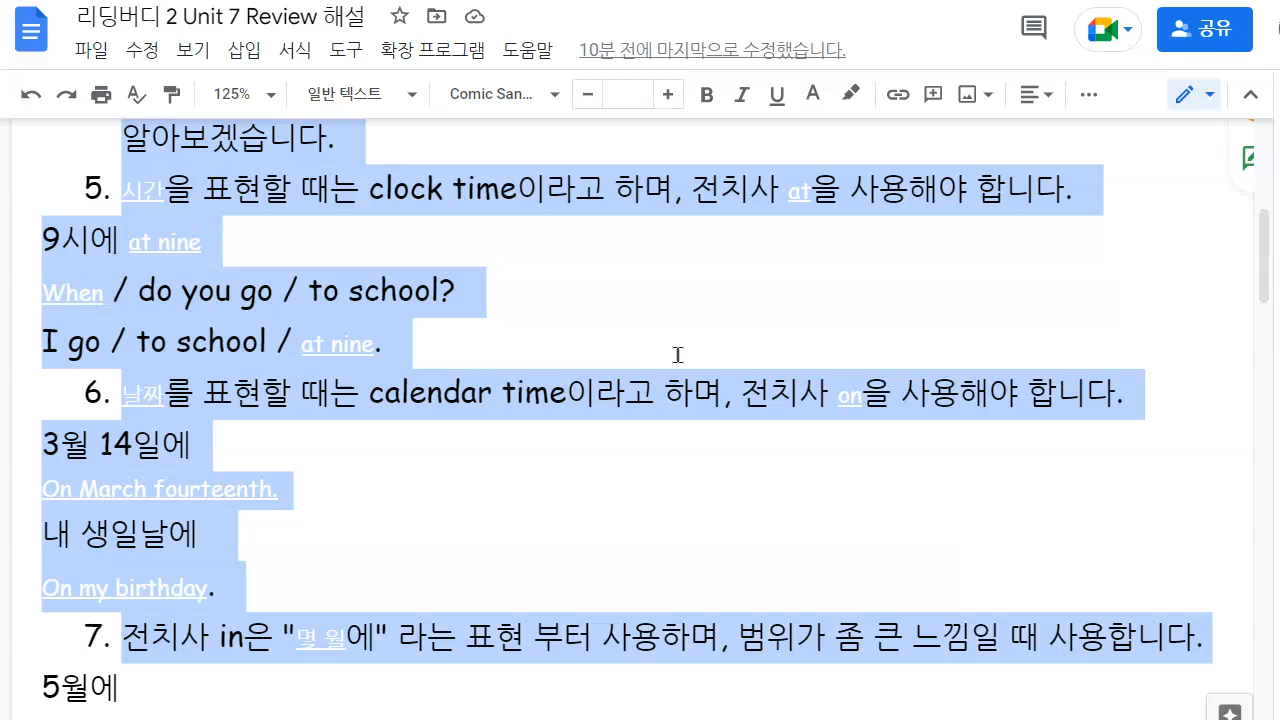 리딩버디 2 Unit 7 Review 해설
파일 수정 보기 삽입 서식 도구 확장 프로그램 도움말 10분 전에 마지막으로 수정했습니다.
공유
125% 일반 텍스트 Comic San...
알아보겠습니다.
5. 시간을 표현할 때는 clock time이라고 하며, 전치사 at을 사용해야 합니다.
9시에 at nine
When / do you go / to school?
I go / to school / at nine.
6. 날짜를 표현할 때는 calendar time이라고 하며, 전치사 on을 사용해야 합니다.
3월 14일에
On March fourteenth.
내 생일날에
On my birthday.
7. 전치사 in은 "몇 월에" 라는 표현 부터 사용하며, 범위가 좀 큰 느낌일 때 사용합니다.
5월에